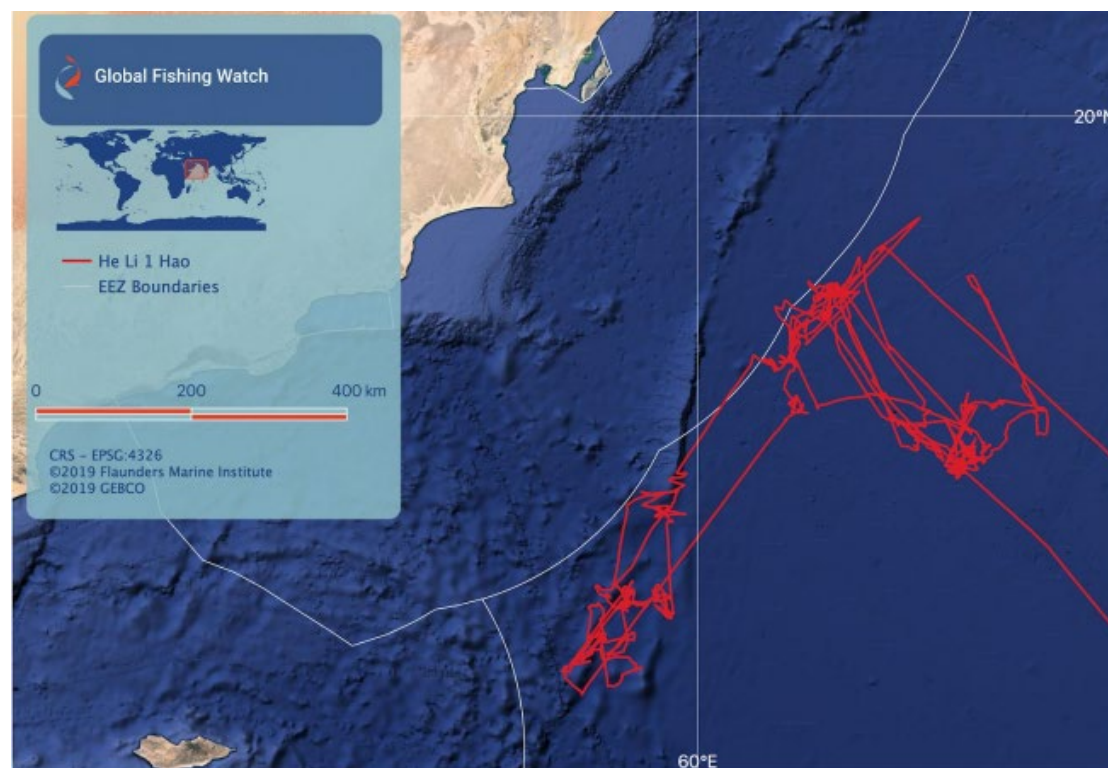 Global Fishing Watch
He Li 1 Hao
EEZ Boundaries
0 200 400 km
CRS – EPSG:4326
©2019 Flaunders Marine Institute
©2019 GEBCO
20°N
60°E